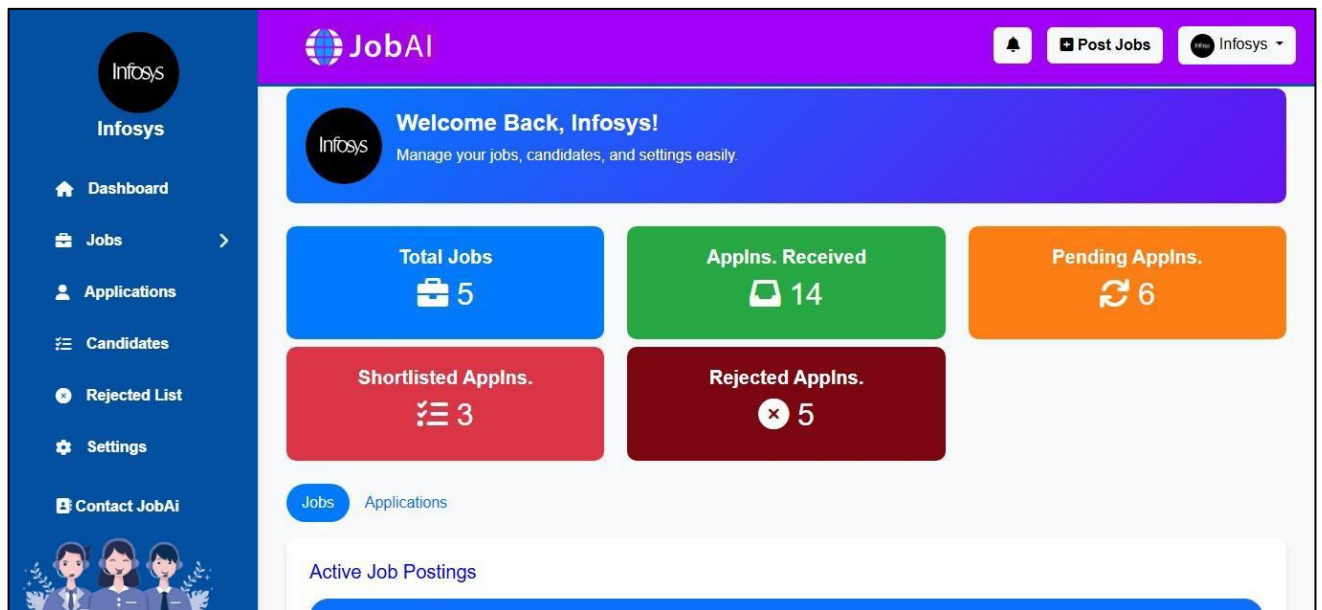 Infosys
Infosys
Dashboard
Jobs
Applications
Candidates
Rejected List
Settings
Contact JobAi
JobAI
Post Jobs
Infosys
Infosys
Welcome Back, Infosys!
Manage your jobs, candidates, and settings easily.
Total Jobs
5
Applns. Received
14
Pending Applns.
6
Shortlisted Applns.
3
Rejected Applns.
5
Jobs
Applications
Active Job Postings